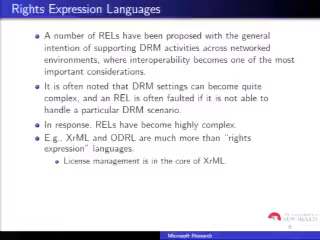 Rights Expression Languages
A number of RELs have been proposed with the general
intention of supporting DRM activities across networked
environments, where interoperability becomes one of the most
important considerations.
It is often noted that DRM settings can become quite
complex, and an REL is often faulted if it is not able to
handle a particular DRM scenario.
In response. RELs have become highly complex.
E.g., XrML and ODRL are much more than "rights
expression" languages.
License management is in the core of XrML.
Microsoft Research